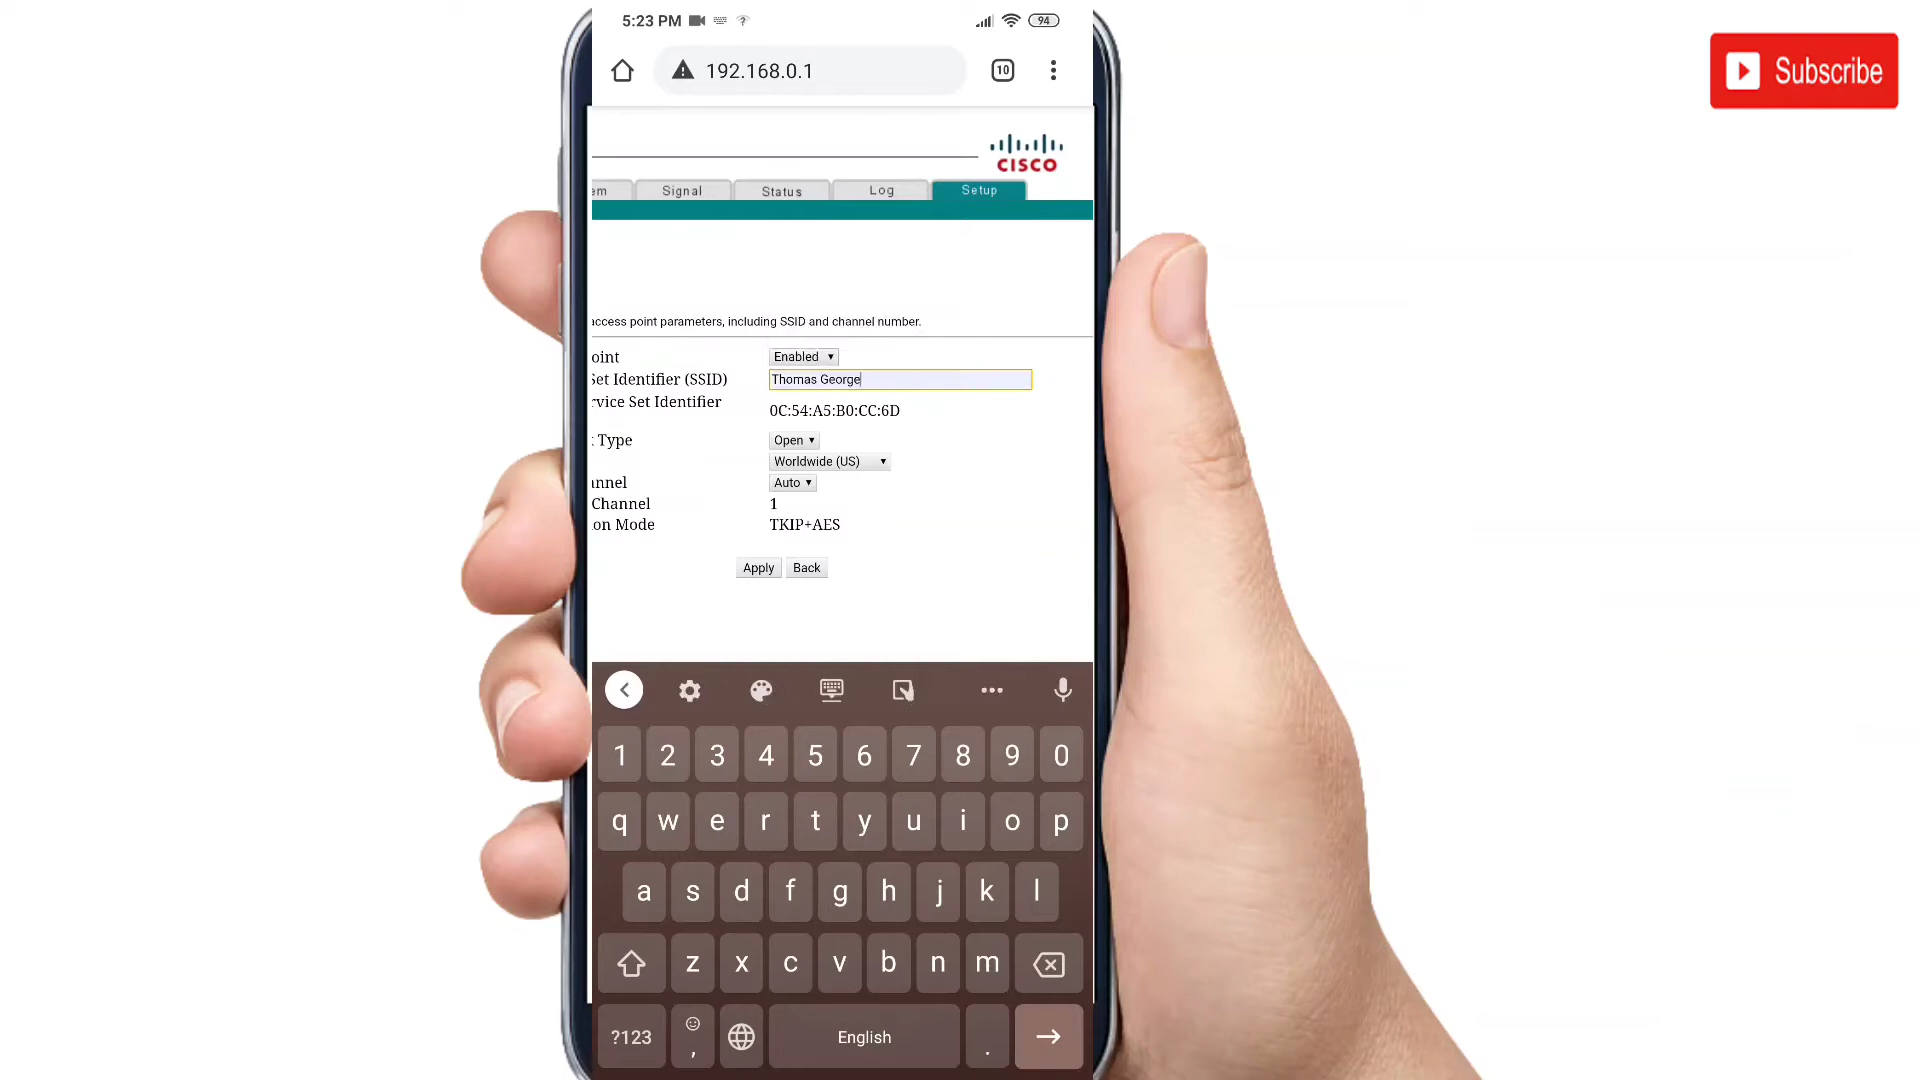 5:23 PM
94
192.168.0.1
10
Subscribe
CISCO
em Signal Status Log Setup
access point parameters, including SSID and channel number.
oint Enabled
Set Identifier (SSID) Thomas George
rvice Set Identifier 0C:54:A5:B0:CC:6D
Type Open
Worldwide (US)
nnel Auto
Channel 1
on Mode TKIP+AES
Apply Back
1 2 3 4 5 6 7 8 9 0
q w e r t y u i o p
a s d f g h j k l
z x c v b n m
?123 , English .